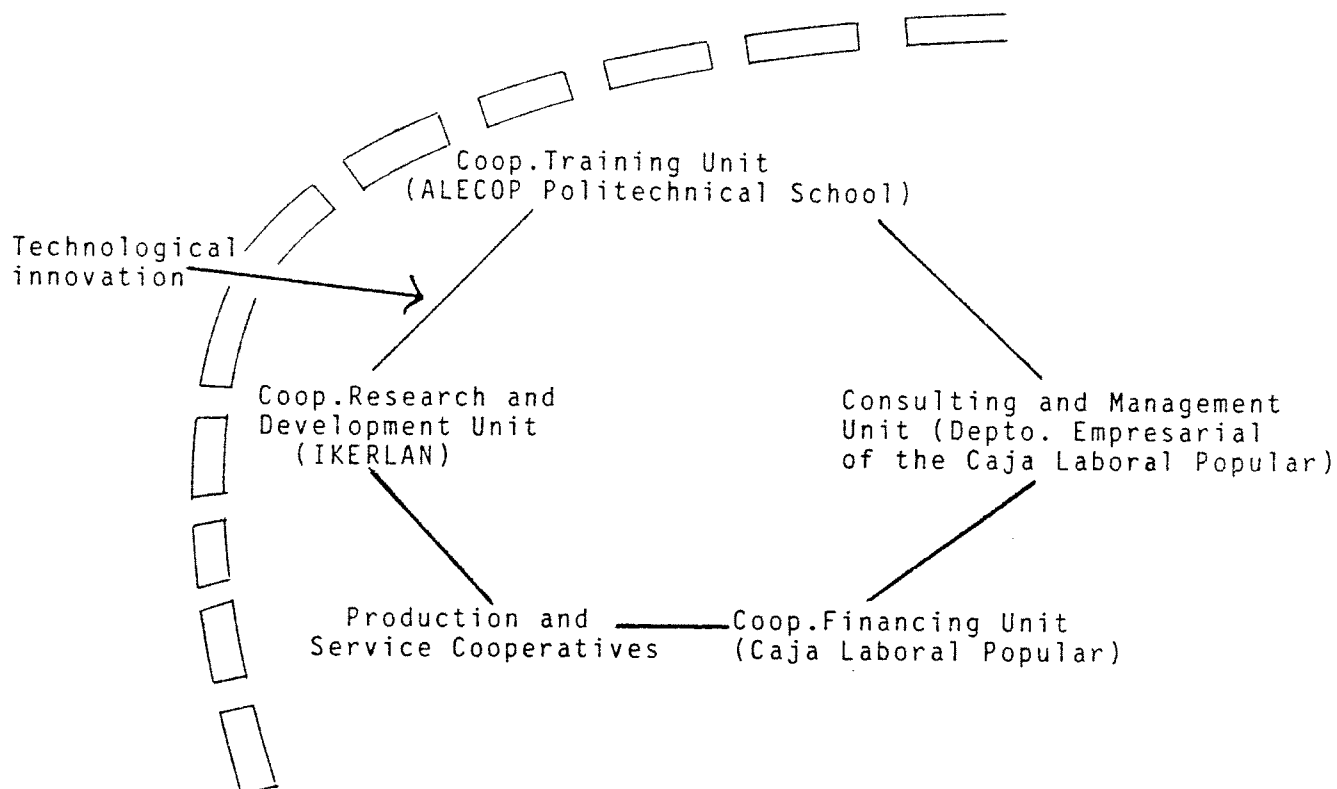 Coop.Training Unit
(ALECOP Politechnical School)
Technological
innovation
Coop.Research and
Development Unit
(IKERLAN)
Consulting and Management
Unit (Depto. Empresarial
of the Caja Laboral Popular)
Production and
Service Cooperatives
Coop.Financing Unit
(Caja Laboral Popular)